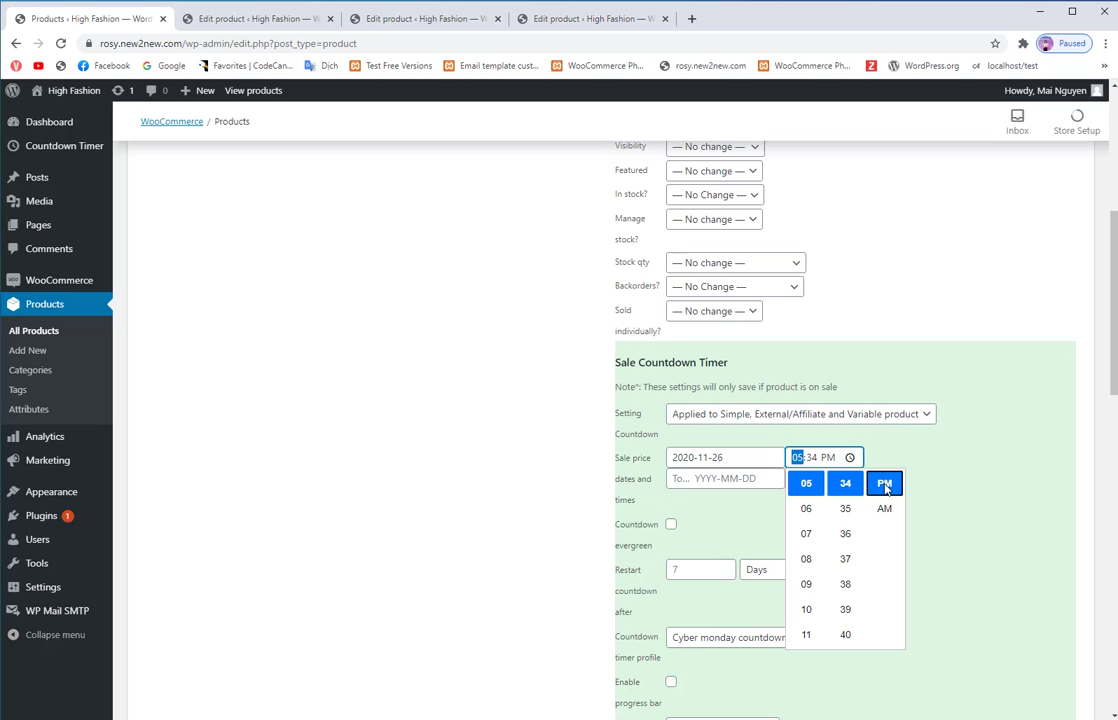 Products ‹ High Fashion — Word
Edit product ‹ High Fashion — W
Edit product ‹ High Fashion — W
Edit product ‹ High Fashion — W
rosy.new2new.com/wp-admin/edit.php?post_type=product
Paused
Facebook
Google
Favorites | CodeCan...
Dịch
Test Free Versions
Email template cust...
WooCommerce Ph...
rosy.new2new.com
WooCommerce Ph...
WordPress.org
localhost/test
High Fashion
1
0
New
View products
Howdy, Mai Nguyen
Dashboard
Countdown Timer
Posts
Media
Pages
Comments
WooCommerce
Products
All Products
Add New
Categories
Tags
Attributes
Analytics
Marketing
Appearance
Plugins 1
Users
Tools
Settings
WP Mail SMTP
Collapse menu
WooCommerce / Products
Inbox
Store Setup
Visibility
— No change —
Featured
— No change —
In stock?
— No Change —
Manage
stock?
— No change —
Stock qty
— No change —
Backorders?
— No Change —
Sold
individually?
— No change —
Sale Countdown Timer
Note*: These settings will only save if product is on sale
Setting
Countdown
Applied to Simple, External/Affiliate and Variable product
Sale price
dates and
times
2020-11-26
05:34 PM
To... YYYY-MM-DD
05 34 PM
06 35 AM
07 36
08 37
09 38
10 39
11 40
Countdown
evergreen
Restart
countdown
after
7
Days
Countdown
timer profile
Cyber monday countdown
Enable
progress bar